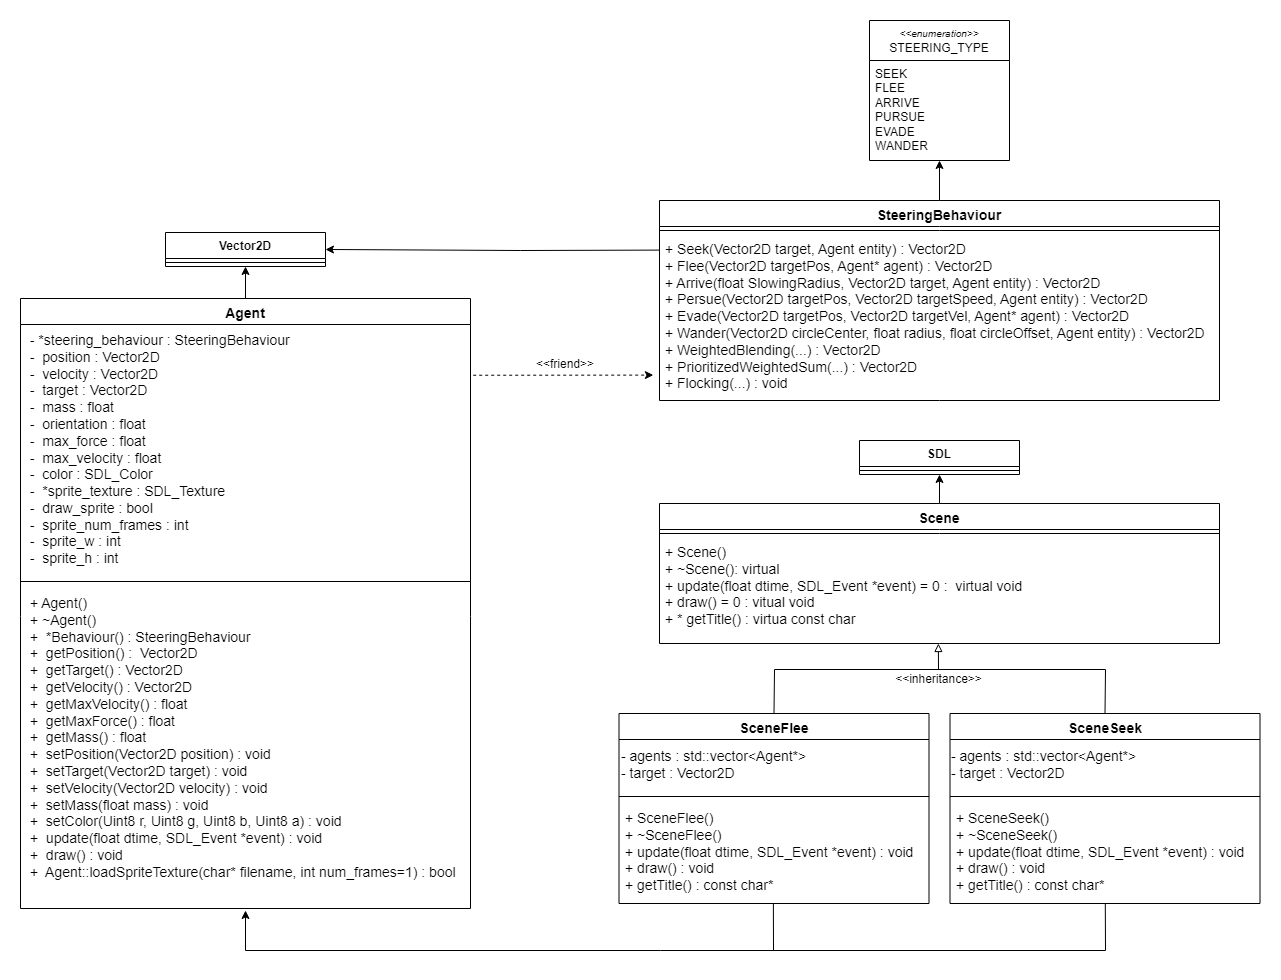 <<enumeration>>
STEERING_TYPE
SEEK
FLEE
ARRIVE
PURSUE
EVADE
WANDER
SteeringBehaviour
+ Seek(Vector2D target, Agent entity) : Vector2D
+ Flee(Vector2D targetPos, Agent* agent) : Vector2D
+ Arrive(float SlowingRadius, Vector2D target, Agent entity) : Vector2D
+ Persue(Vector2D targetPos, Vector2D targetSpeed, Agent entity) : Vector2D
+ Evade(Vector2D targetPos, Vector2D targetVel, Agent* agent) : Vector2D
+ Wander(Vector2D circleCenter, float radius, float circleOffset, Agent entity) : Vector2D
+ WeightedBlending(...) : Vector2D
+ PrioritizedWeightedSum(...) : Vector2D
+ Flocking(...) : void
Vector2D
Agent
- *steering_behaviour : SteeringBehaviour
- position : Vector2D
- velocity : Vector2D
- target : Vector2D
- mass : float
- orientation : float
- max_force : float
- max_velocity : float
- color : SDL_Color
- *sprite_texture : SDL_Texture
- draw_sprite : bool
- sprite_num_frames : int
- sprite_w : int
- sprite_h : int
+ Agent()
+ ~Agent()
+ *Behaviour() : SteeringBehaviour
+ getPosition() : Vector2D
+ getTarget() : Vector2D
+ getVelocity() : Vector2D
+ getMaxVelocity() : float
+ getMaxForce() : float
+ getMass() : float
+ setPosition(Vector2D position) : void
+ setTarget(Vector2D target) : void
+ setVelocity(Vector2D velocity) : void
+ setMass(float mass) : void
+ setColor(Uint8 r, Uint8 g, Uint8 b, Uint8 a) : void
+ update(float dtime, SDL_Event *event) : void
+ draw() : void
+ Agent::loadSpriteTexture(char* filename, int num_frames=1) : bool
<<friend>>
SDL
Scene
+ Scene()
+ ~Scene(): virtual
+ update(float dtime, SDL_Event *event) = 0 : virtual void
+ draw() = 0 : vitual void
+ * getTitle() : virtua const char
<<inheritance>>
SceneFlee
- agents : std::vector<Agent*>
- target : Vector2D
+ SceneFlee()
+ ~SceneFlee()
+ update(float dtime, SDL_Event *event) : void
+ draw() : void
+ getTitle() : const char*
SceneSeek
- agents : std::vector<Agent*>
- target : Vector2D
+ SceneSeek()
+ ~SceneSeek()
+ update(float dtime, SDL_Event *event) : void
+ draw() : void
+ getTitle() : const char*